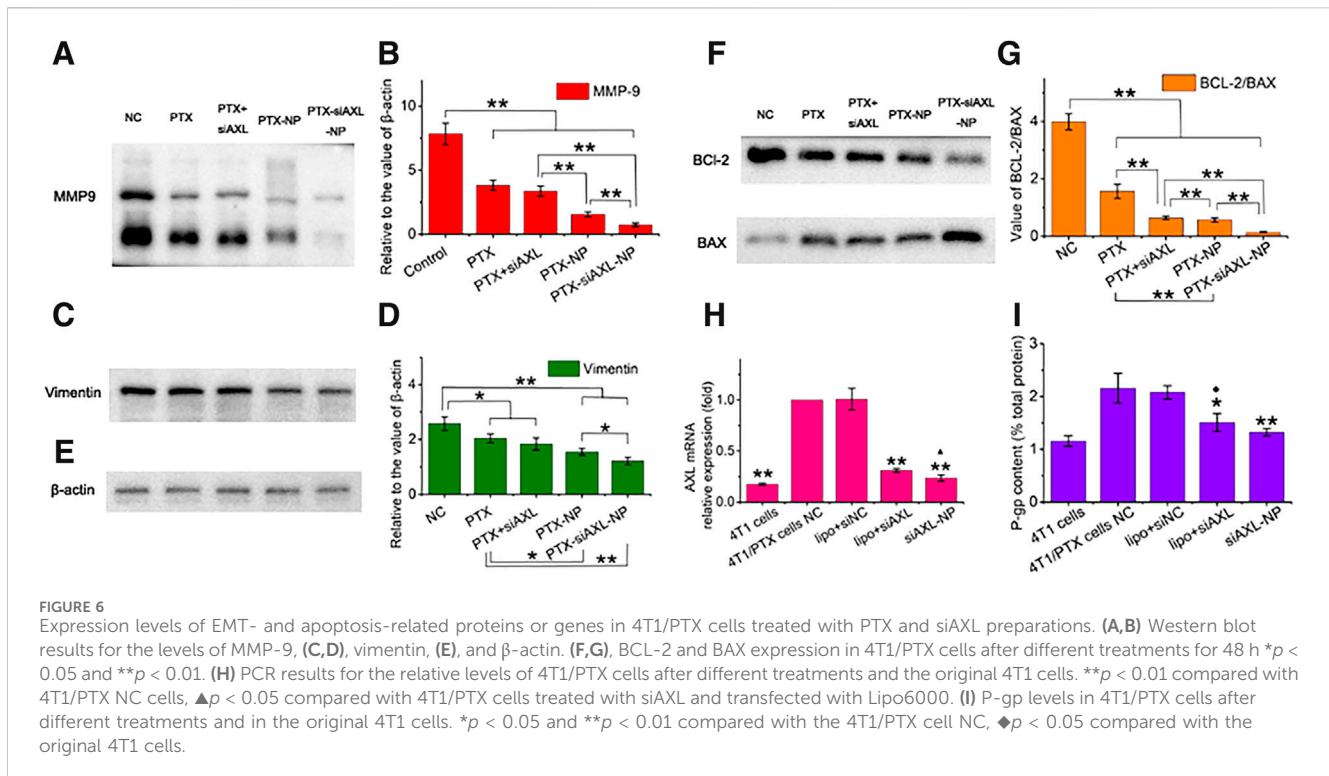 A
NC PTX PTX+ siAXL PTX-NP PTX-siAXL -NP
MMP9
B
MMP-9
Relative to the value of β-actin
10
5
0
Control PTX PTX+siAXL PTX-NP PTX-siAXL-NP
** ** ** **
C
Vimentin
E
β-actin
D
Vimentin
Relative to the value of β-actin
4
2
0
NC PTX PTX+siAXL PTX-NP PTX-siAXL-NP
** * * * **
F
NC PTX PTX+ siAXL PTX-NP PTX-siAXL -NP
BCl-2
BAX
G
BCL-2/BAX
Value of BCL-2/BAX
4
2
0
NC PTX PTX+siAXL PTX-NP PTX-siAXL-NP
** ** ** ** ** **
H
AXL mRNA
relative expression (fold)
1.0
0.5
0.0
4T1 cells 4T1/PTX cells NC lipo+siNC lipo+siAXL siAXL-NP
** ** ▲ **
I
P-gp content (% total protein)
3
2
1
0
4T1 cells 4T1/PTX cells NC lipo+siNC lipo+siAXL siAXL-NP
◆ * **
FIGURE 6
Expression levels of EMT- and apoptosis-related proteins or genes in 4T1/PTX cells treated with PTX and siAXL preparations. (A,B) Western blot
results for the levels of MMP-9, (C,D), vimentin, (E), and β-actin. (F,G), BCL-2 and BAX expression in 4T1/PTX cells after different treatments for 48 h *p <
0.05 and **p < 0.01. (H) PCR results for the relative levels of 4T1/PTX cells after different treatments and the original 4T1 cells. **p < 0.01 compared with
4T1/PTX NC cells, ▲p < 0.05 compared with 4T1/PTX cells treated with siAXL and transfected with Lipo6000. (I) P-gp levels in 4T1/PTX cells after
different treatments and in the original 4T1 cells. *p < 0.05 and **p < 0.01 compared with the 4T1/PTX cell NC, ◆p < 0.05 compared with the
original 4T1 cells.